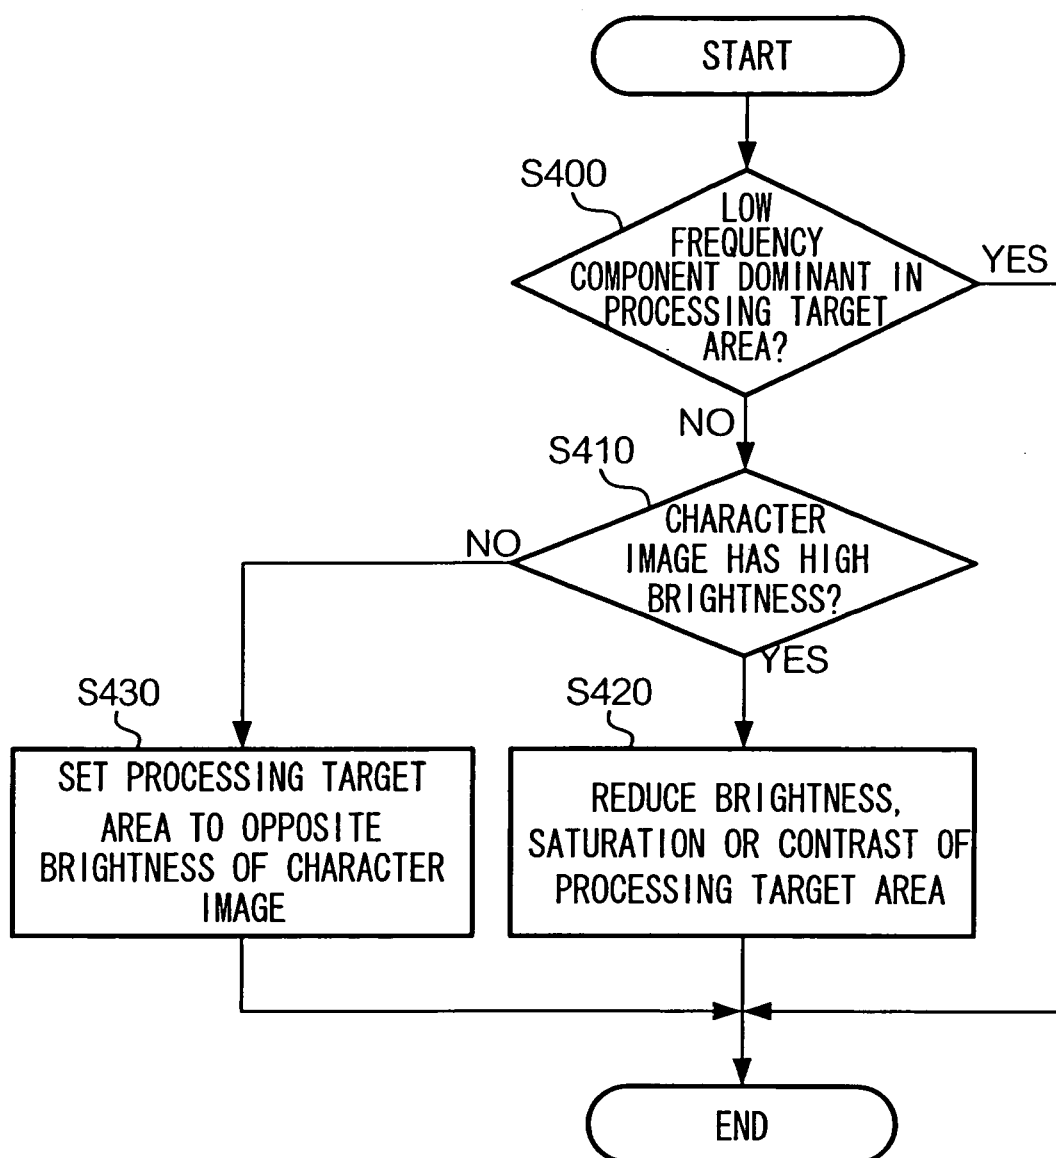 START
S400
LOW
FREQUENCY
COMPONENT DOMINANT IN
PROCESSING TARGET
AREA?
YES
NO
S410
CHARACTER
IMAGE HAS HIGH
BRIGHTNESS?
NO
YES
S430
SET PROCESSING TARGET
AREA TO OPPOSITE
BRIGHTNESS OF CHARACTER
IMAGE
S420
REDUCE BRIGHTNESS,
SATURATION OR CONTRAST OF
PROCESSING TARGET AREA
END